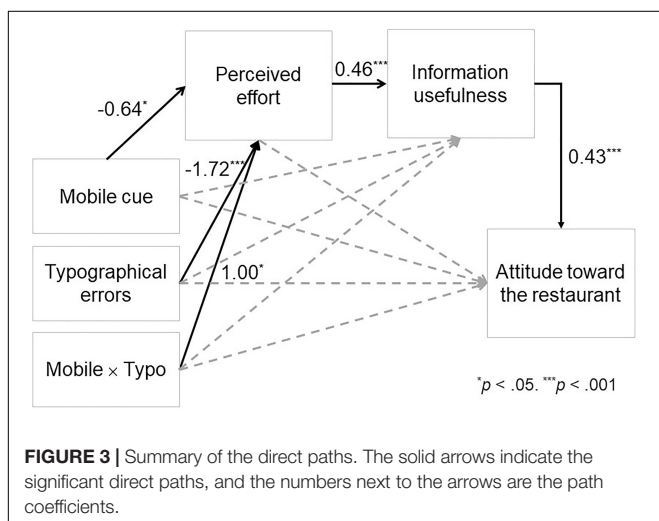 Perceived
effort
0.46***
Information
usefulness
-0.64*
-1.72***
0.43***
Mobile cue
Typographical
errors
1.00*
Attitude toward
the restaurant
Mobile × Typo
*p < .05. ***p < .001
FIGURE 3 | Summary of the direct paths. The solid arrows indicate the
significant direct paths, and the numbers next to the arrows are the path
coefficients.